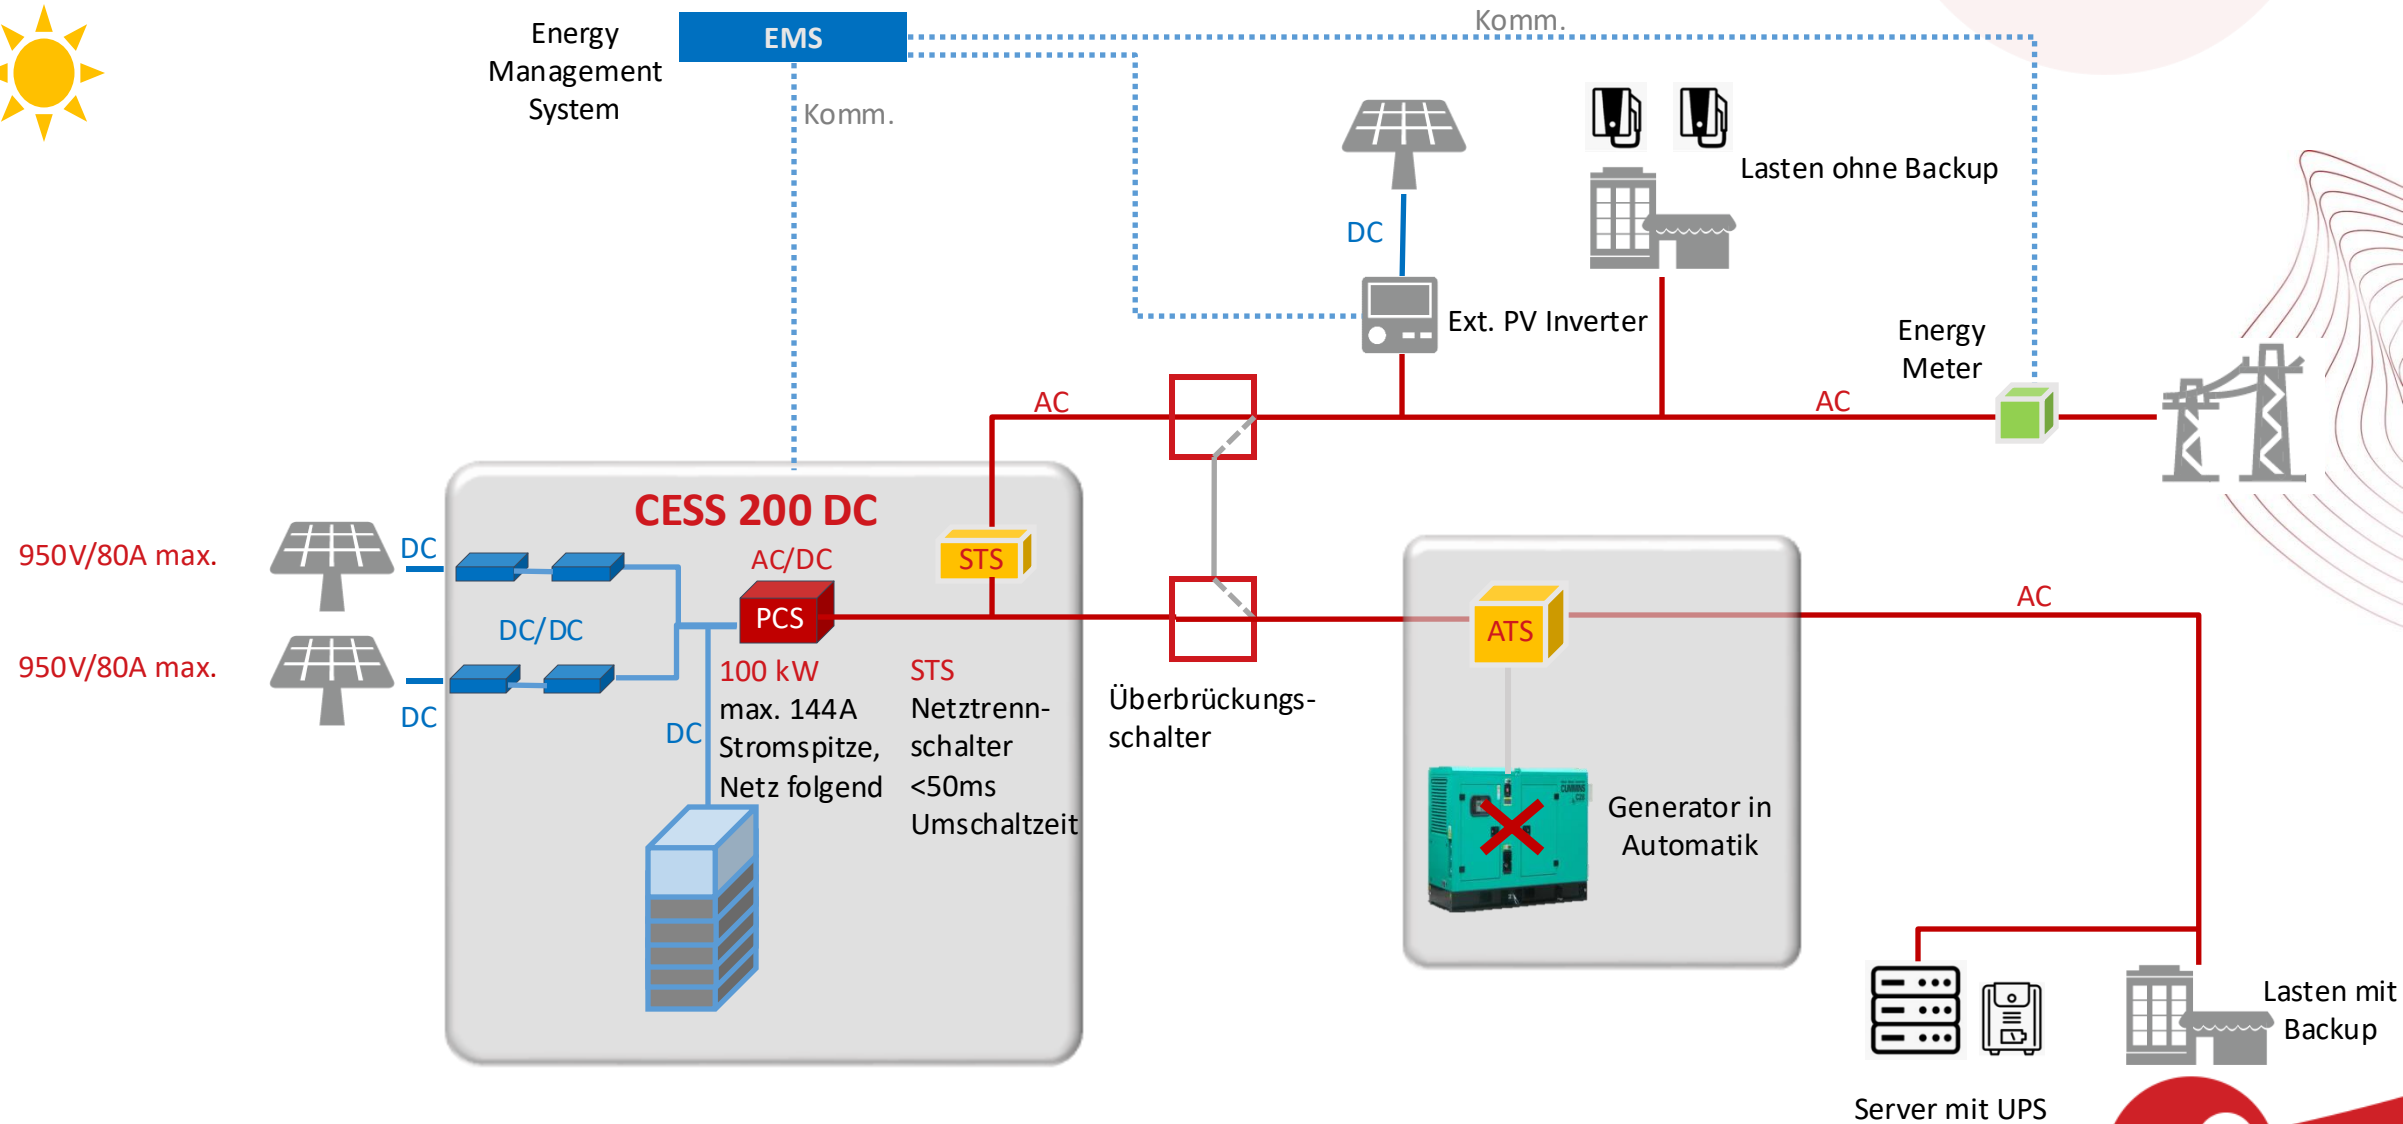 Energy
Management
System
EMS
Komm.
Komm.
Lasten ohne Backup
DC
Ext. PV Inverter
Energy
Meter
AC
AC
CESS 200 DC
950V/80A max.
DC
AC/DC
STS
PCS
DC/DC
950V/80A max.
DC
DC
100 kW
max. 144A
Stromspitze,
Netz folgend
STS
Netztrenn-
schalter
<50ms
Umschaltzeit
Überbrückungs-
schalter
ATS
AC
CUMMINS
Generator in
Automatik
Lasten mit
Backup
Server mit UPS